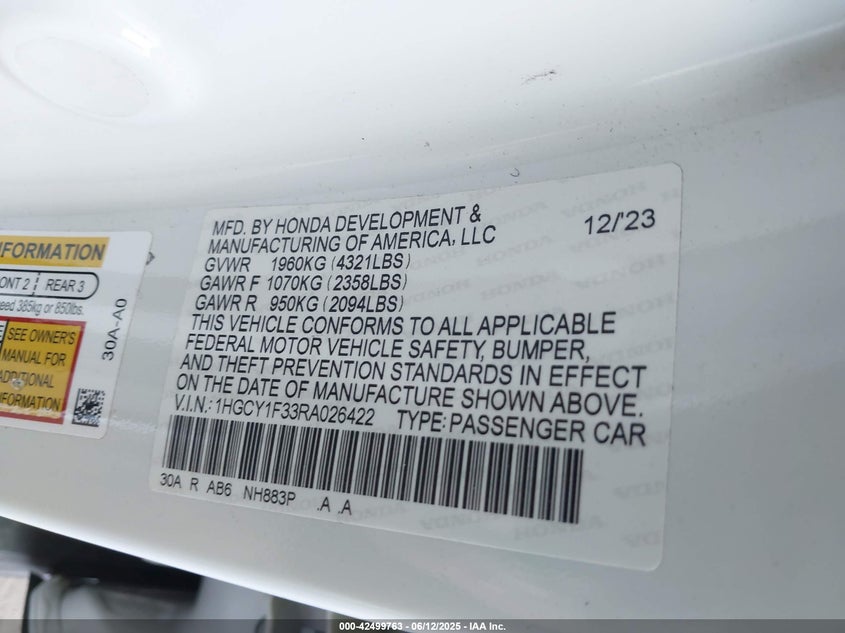 MFD. BY HONDA DEVELOPMENT &
MANUFACTURING OF AMERICA, LLC
12/'23
GVWR 1960KG (4321LBS)
GAWR F 1070KG (2358LBS)
GAWR R 950KG (2094LBS)
THIS VEHICLE CONFORMS TO ALL APPLICABLE
FEDERAL MOTOR VEHICLE SAFETY, BUMPER,
AND THEFT PREVENTION STANDARDS IN EFFECT
ON THE DATE OF MANUFACTURE SHOWN ABOVE.
V.I.N.: 1HGCY1F33RA026422 TYPE: PASSENGER CAR
30A R AB6 NH883P .A .A
NFORMATION
ONT 2 REAR 3
eed 385kg or 850lbs.
SEE OWNER'S
MANUAL FOR
ADDITIONAL
INFORMATION
30A-A0
HONDA
000-42499763 - 06/12/2025 - IAA Inc.